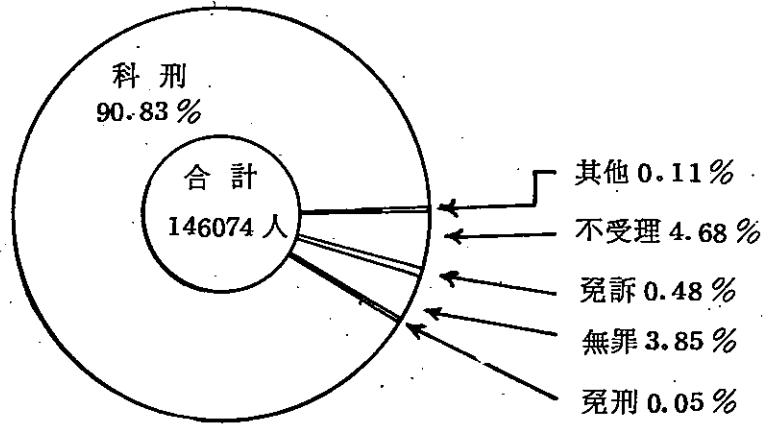 科刑
90.83%
合計
146074人
其他 0.11%
不受理 4.68%
免訴 0.48%
無罪 3.85%
免刑 0.05%